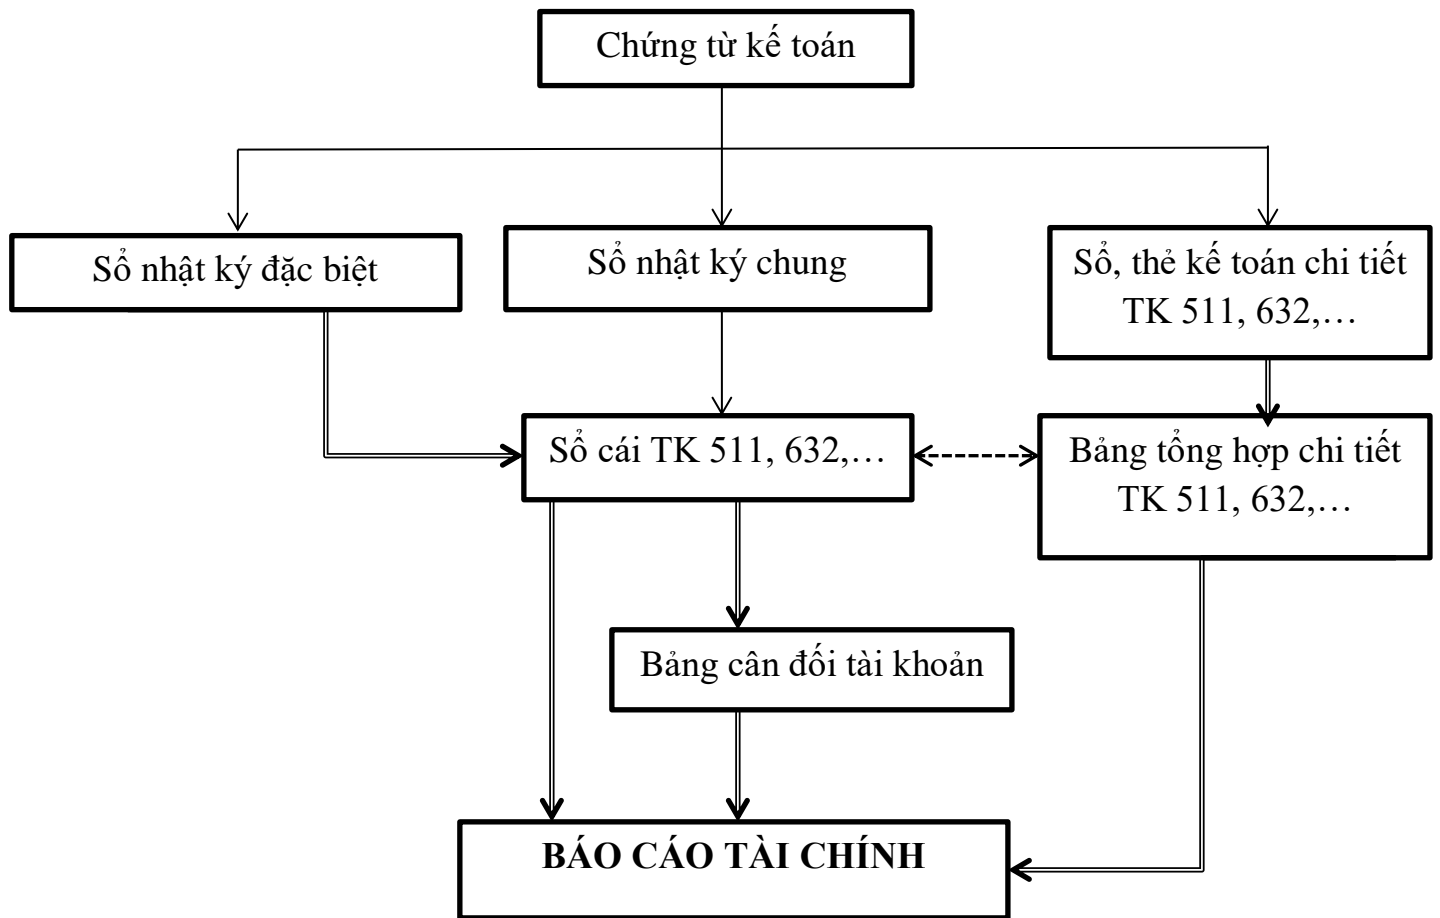 Chứng từ kế toán
Sổ nhật ký đặc biệt
Sổ nhật ký chung
Sổ, thẻ kế toán chi tiết
TK 511, 632,…
Sổ cái TK 511, 632,…
Bảng tổng hợp chi tiết
TK 511, 632,…
Bảng cân đối tài khoản
BÁO CÁO TÀI CHÍNH